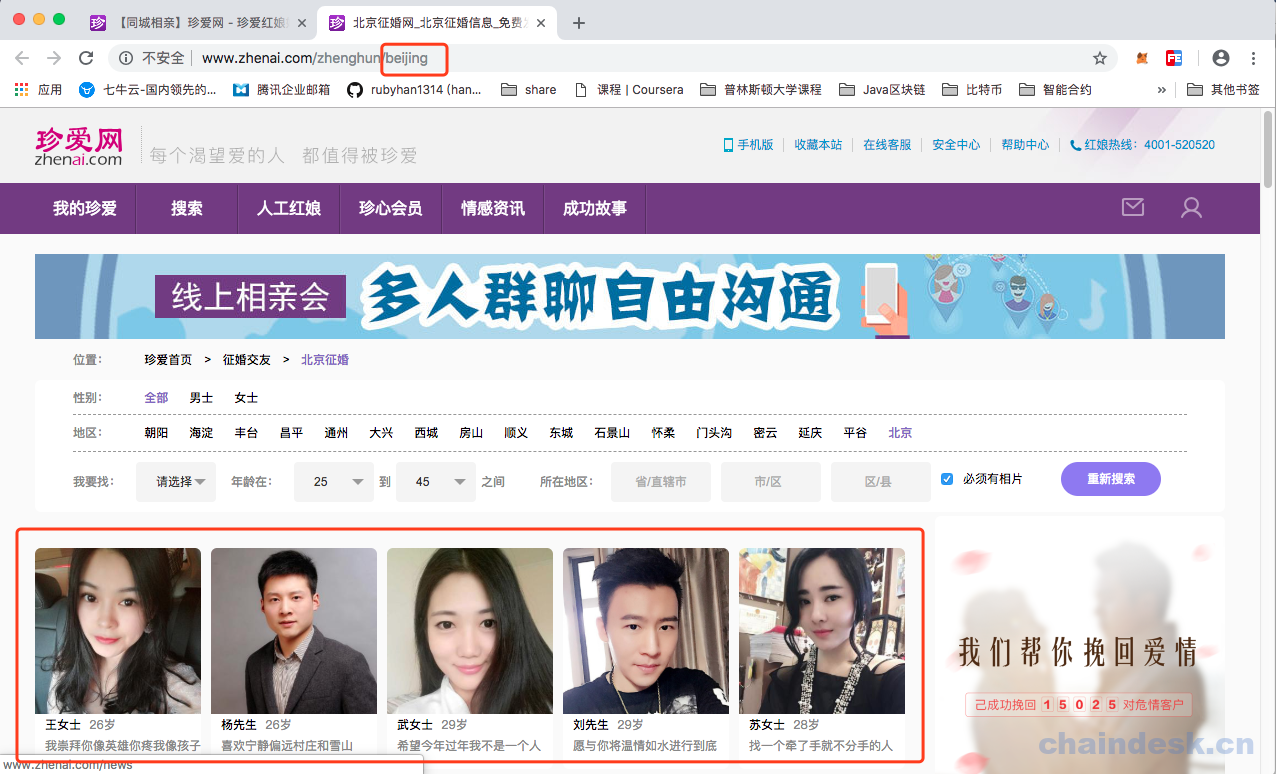 【同城相亲】珍爱网 - 珍爱红娘
北京征婚网_北京征婚信息_免费
不安全 www.zhenai.com/zhenghun/beijing
应用 七牛云-国内领先的... 腾讯企业邮箱 rubyhan1314 (han... share 课程 | Coursera 普林斯顿大学课程 Java区块链 比特币 智能合约 » 其他书签
珍爱网
zhenai.com
每个渴望爱的人 都值得被珍爱
手机版 收藏本站 在线客服 安全中心 帮助中心 红娘热线：4001-520520
我的珍爱 搜索 人工红娘 珍心会员 情感资讯 成功故事
线上相亲会 多人群聊自由沟通
位置： 珍爱首页 > 征婚交友 > 北京征婚
性别： 全部 男士 女士
地区： 朝阳 海淀 丰台 昌平 通州 大兴 西城 房山 顺义 东城 石景山 怀柔 门头沟 密云 延庆 平谷 北京
我要找： 请选择 年龄在： 25 到 45 之间 所在地区： 省/直辖市 市/区 区/县 必须有相片 重新搜索
王女士 26岁
我崇拜你像英雄你疼我像孩子
杨先生 26岁
喜欢宁静偏远村庄和雪山
武女士 29岁
希望今年过年我不是一个人
刘先生 29岁
愿与你将温情如水进行到底
苏女士 28岁
找一个牵了手就不分手的人
我们帮你挽回爱情
己成功挽回 15025 对危情客户
chaindesk.cn
www.zhenai.com/news